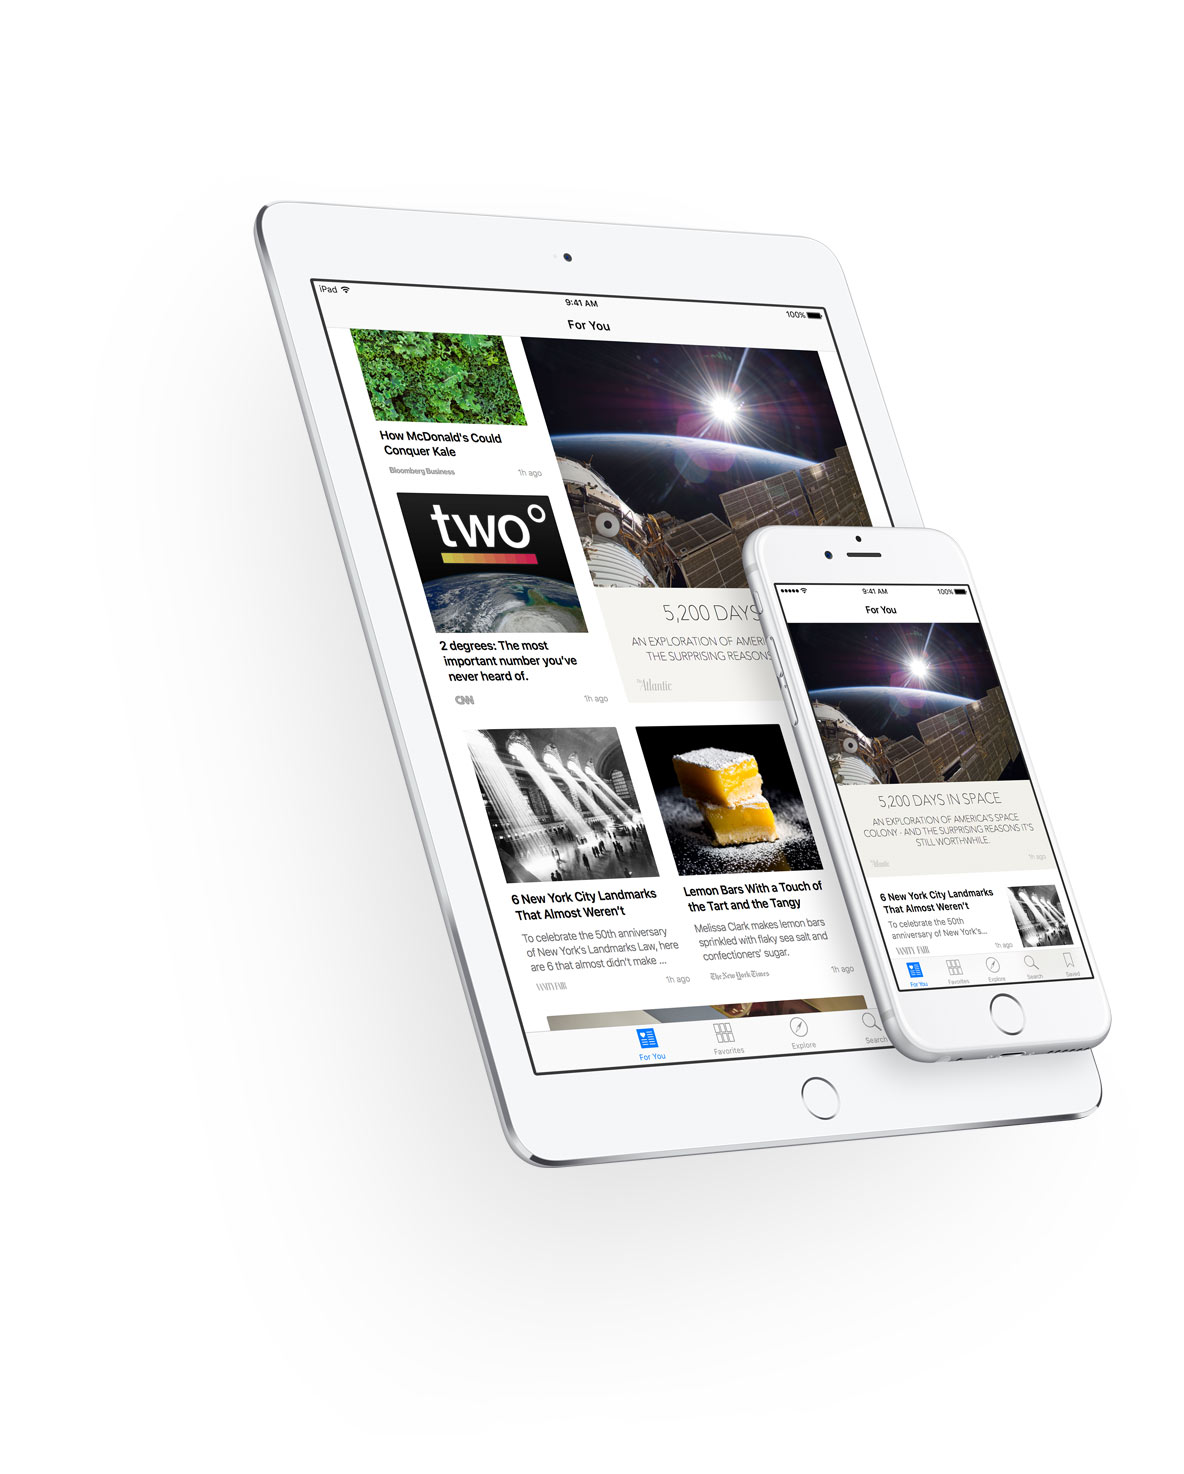 iPad
9:41 AM
100%
For You
How McDonald's Could
Conquer Kale
Bloomberg Business
1h ago
two°
2 degrees: The most
important number you've
never heard of.
CNN
1h ago
5,200 DAYS
AN EXPLORATION OF AMERI
THE SURPRISING REASONS
The Atlantic
6 New York City Landmarks
That Almost Weren't
To celebrate the 50th anniversary
of New York's Landmarks Law, here
are 6 that almost didn't make ...
VANITY FAIR
1h ago
Lemon Bars With a Touch of
the Tart and the Tangy
Melissa Clark makes lemon bars
sprinkled with flaky sea salt and
confectioners' sugar.
The New York Times
1h ago
For You
Favorites
Explore
Search
9:41 AM
100%
For You
5,200 DAYS IN SPACE
AN EXPLORATION OF AMERICA'S SPACE
COLONY - AND THE SURPRISING REASONS IT'S
STILL WORTHWHILE.
The Atlantic
1h ago
6 New York City Landmarks
That Almost Weren't
To celebrate the 50th
anniversary of New York's...
VANITY FAIR
1h ago
For You
Favorites
Explore
Search
Saved